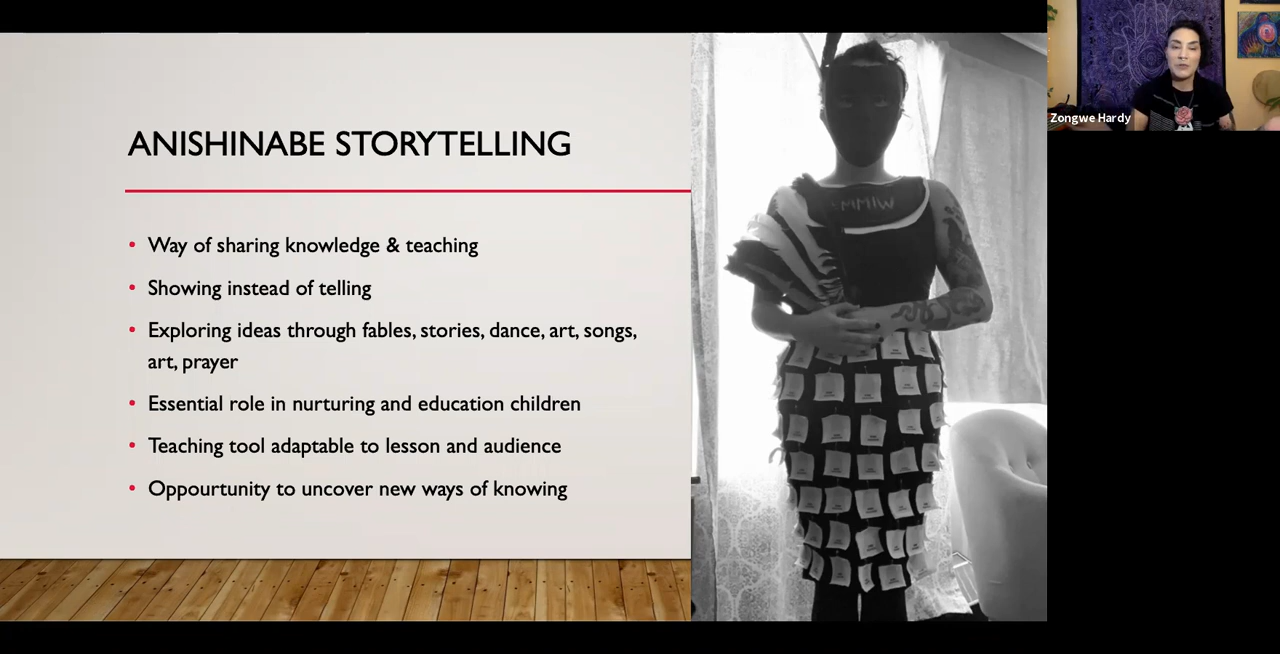 ANISHINABE STORYTELLING
• Way of sharing knowledge & teaching
• Showing instead of telling
• Exploring ideas through fables, stories, dance, art, songs,
art, prayer
• Essential role in nurturing and education children
• Teaching tool adaptable to lesson and audience
• Oppourtunity to uncover new ways of knowing
MMIW
Zongwe Hardy